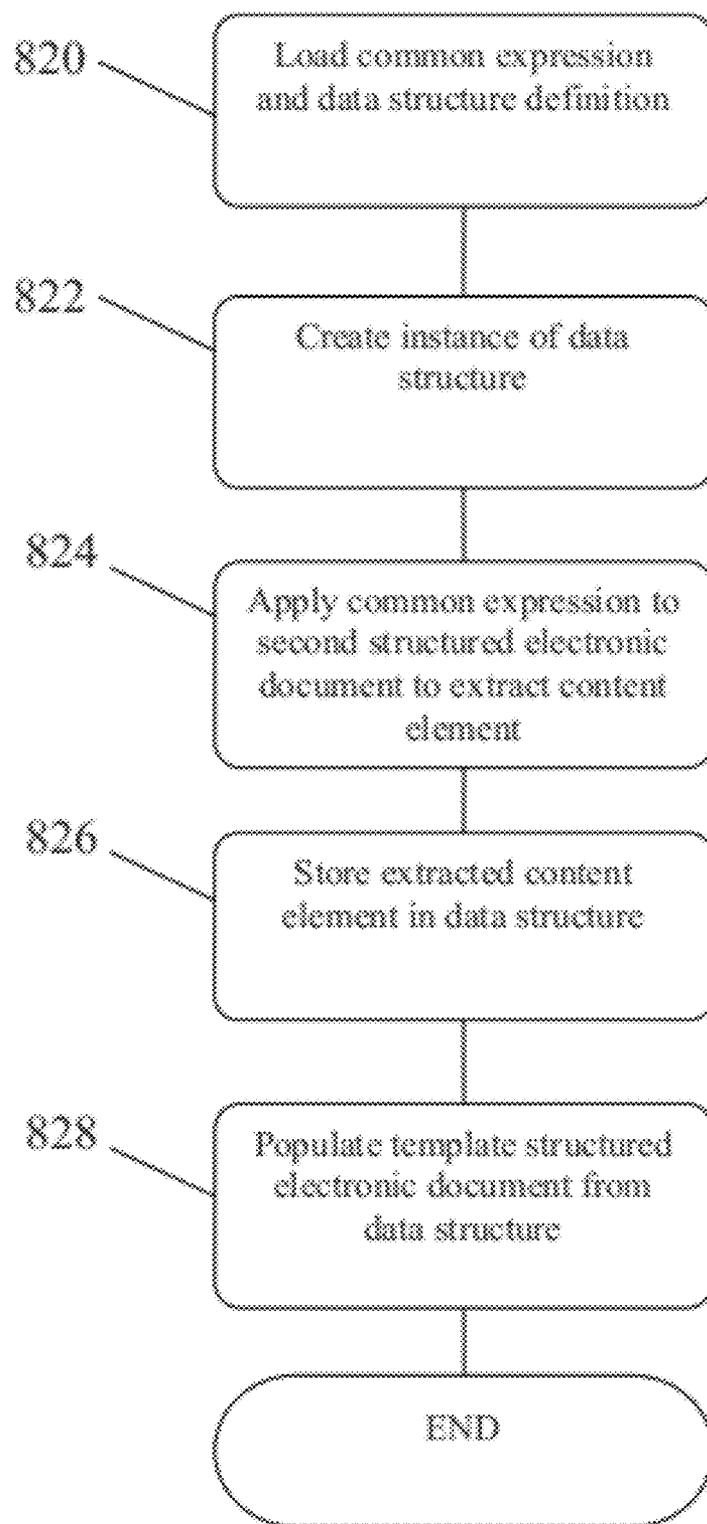 820
Load common expression
and data structure definition
822
Create instance of data
structure
824
Apply common expression to
second structured electronic
document to extract content
element
826
Store extracted content
element in data structure
828
Populate template structured
electronic document from
data structure
END